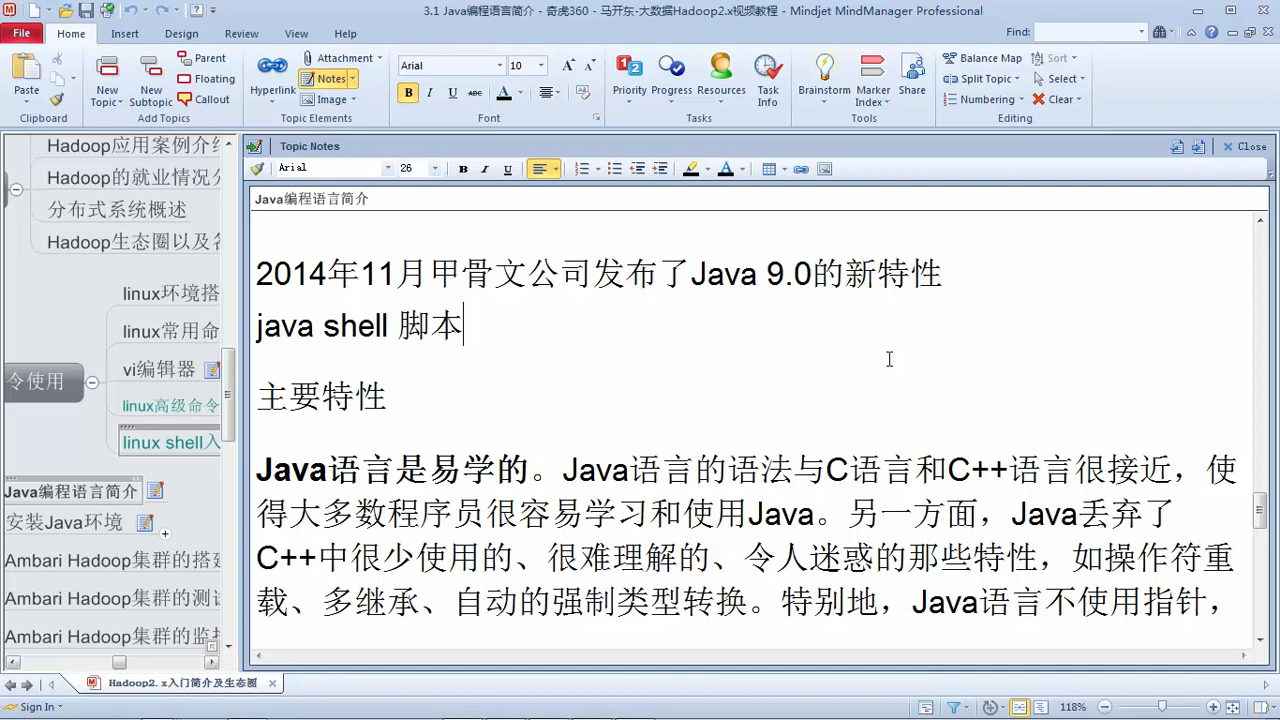 3.1 Java编程语言简介 - 奇虎360 - 马开东-大数据Hadoop2.x视频教程 - Mindjet MindManager Professional
File Home Insert Design Review View Help Find:
Paste
Clipboard
New Topic
New Subtopic
Parent
Floating
Callout
Add Topics
Hyperlink
Attachment
Notes
Image
Topic Elements
Arial 10
B I U ABC A
Font
Priority
Progress
Resources
Task Info
Tasks
Brainstorm
Marker Index
Share
Tools
Balance Map
Split Topic
Numbering
Sort
Select
Clear
Editing
Hadoop应用案例介
Hadoop的就业情况
分布式系统概述
Hadoop生态圈以及
linux环境搭
linux常用命
vi编辑器
令使用
linux高级命令
linux shell入
Java编程语言简介
安装Java环境
Ambari Hadoop集群的搭
Ambari Hadoop集群的测
Ambari Hadoop集群的监
Topic Notes Close
Arial 26 B I U A
Java编程语言简介
2014年11月甲骨文公司发布了Java 9.0的新特性
java shell 脚本
主要特性
Java语言是易学的。Java语言的语法与C语言和C++语言很接近，使
得大多数程序员很容易学习和使用Java。另一方面，Java丢弃了
C++中很少使用的、很难理解的、令人迷惑的那些特性，如操作符重
载、多继承、自动的强制类型转换。特别地，Java语言不使用指针，
Hadoop2.x入门简介及生态圈
Sign In 118%